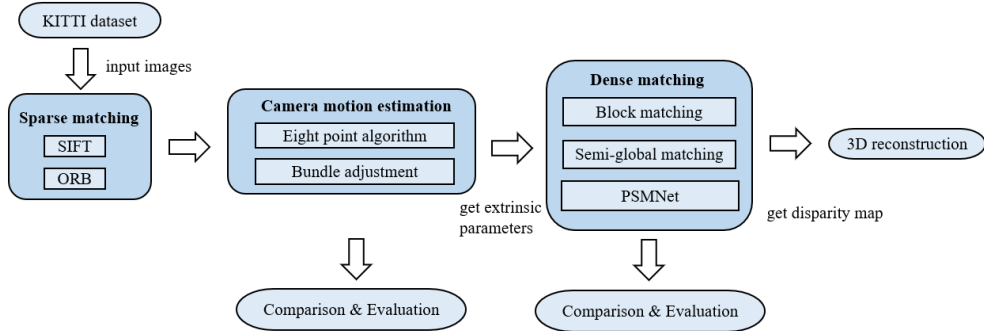 KITTI dataset
input images
Sparse matching
SIFT
ORB
Camera motion estimation
Eight point algorithm
Bundle adjustment
get extrinsic
parameters
Dense matching
Block matching
Semi-global matching
PSMNet
get disparity map
3D reconstruction
Comparison & Evaluation
Comparison & Evaluation